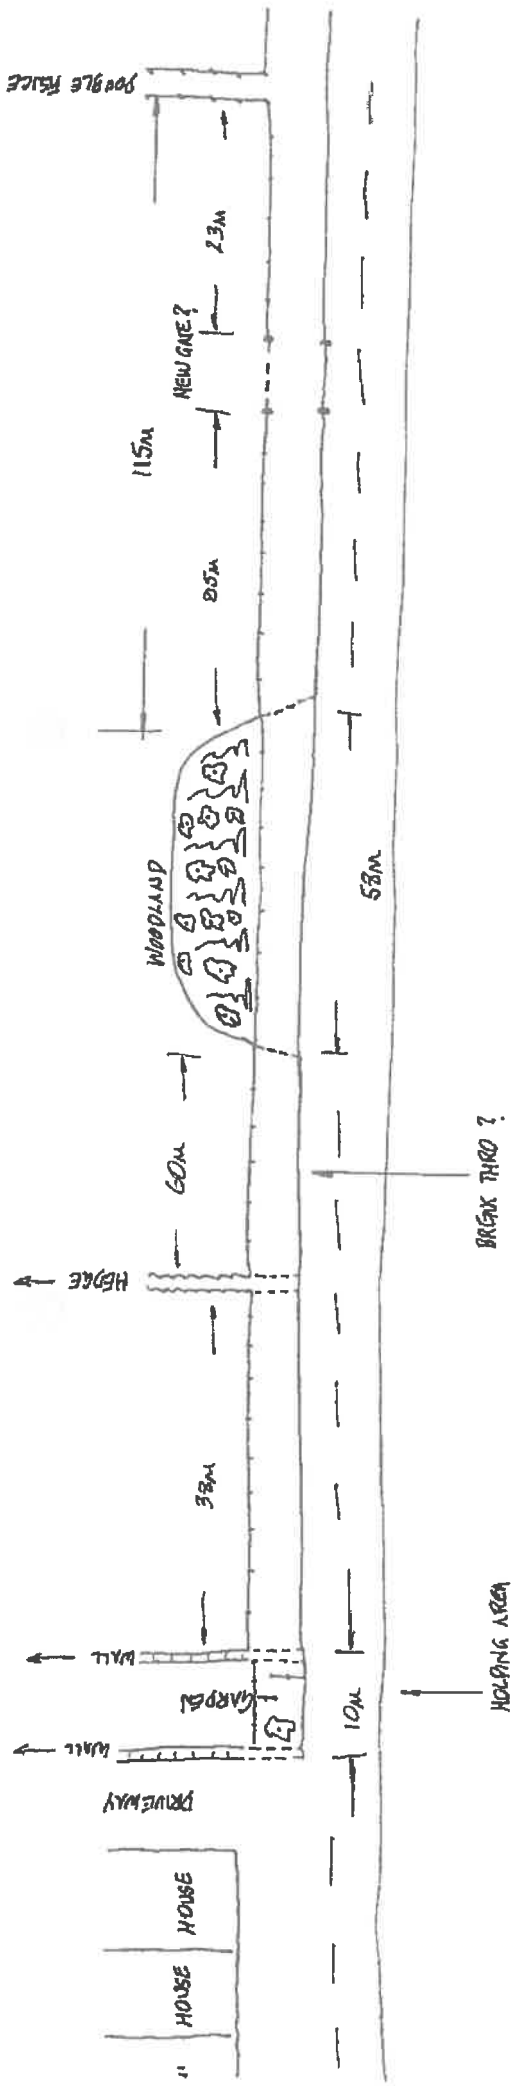 "
HOUSE
HOUSE
DRIVEWAY
WALL
GARDEN
WALL
38M
HEDGE
60M
WOODLAND
115M
85M
NEW GATE?
23M
DOUBLE FENCE
10M
58M
HOLDING AREA
BREAK THRO ?